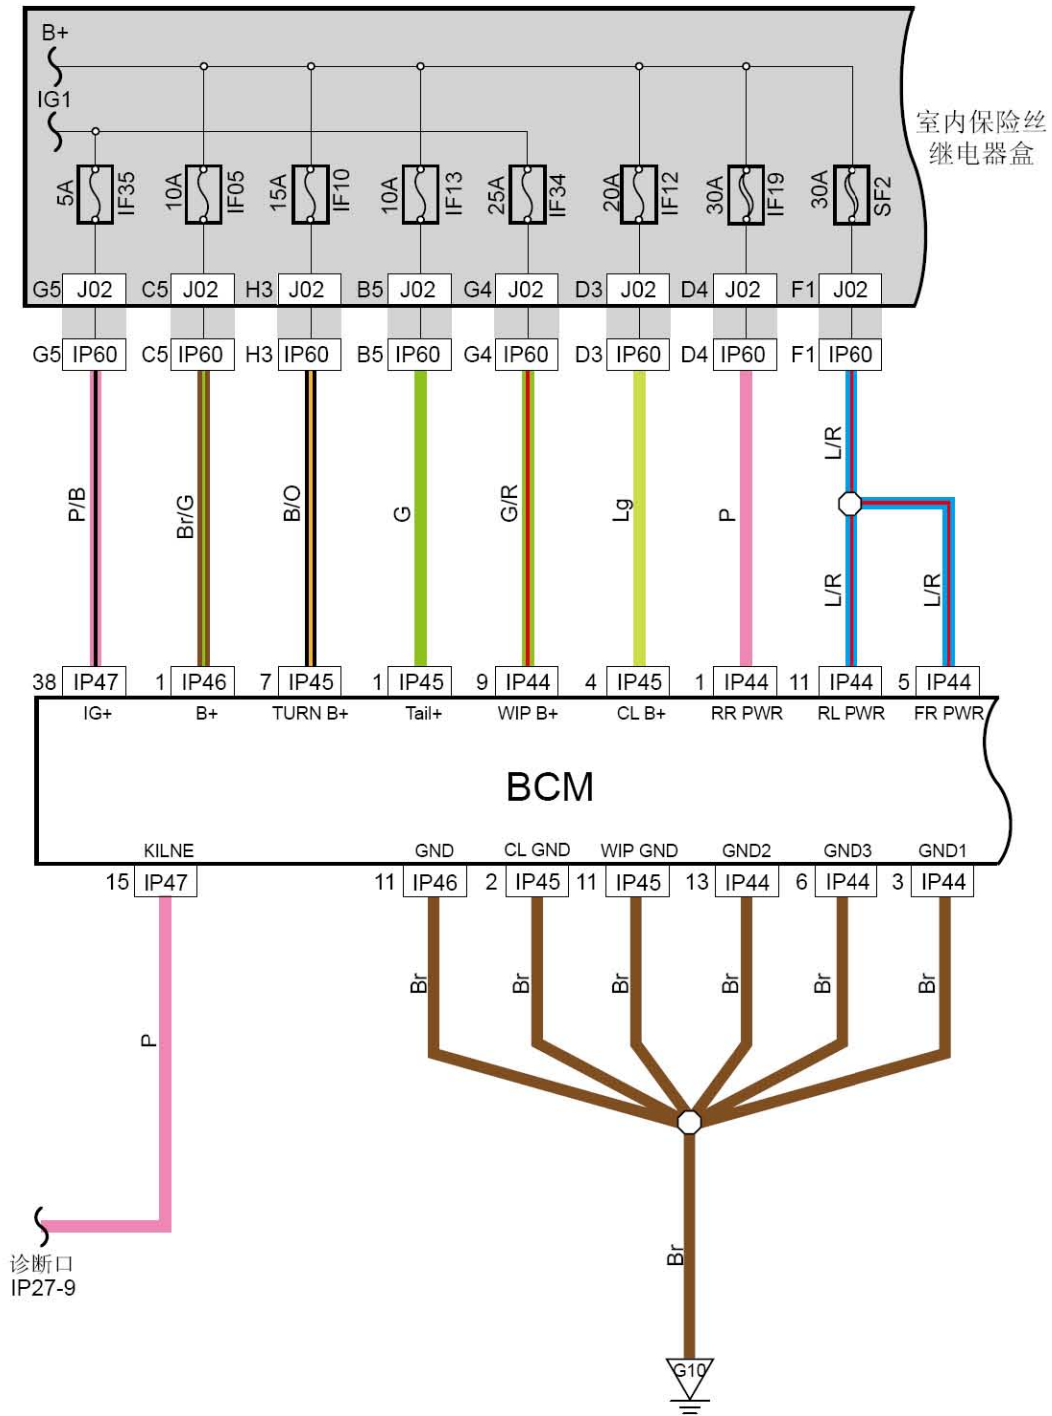 B+
IG1
室内保险丝
继电器盒
5A IF35 10A IF05 15A IF10 10A IF13 25A IF34 20A IF12 30A IF19 30A SF2
G5 J02 C5 J02 H3 J02 B5 J02 G4 J02 D3 J02 D4 J02 F1 J02
G5 IP60 C5 IP60 H3 IP60 B5 IP60 G4 IP60 D3 IP60 D4 IP60 F1 IP60
L/R
P/B Br/G B/O G G/R Lg P
L/R L/R
38 IP47 1 IP46 7 IP45 1 IP45 9 IP44 4 IP45 1 IP44 11 IP44 5 IP44
IG+ B+ TURN B+ Tail+ WIP B+ CL B+ RR PWR RL PWR FR PWR
BCM
KILNE GND CL GND WIP GND GND2 GND3 GND1
15 IP47 11 IP46 2 IP45 11 IP45 13 IP44 6 IP44 3 IP44
Br Br Br Br Br Br
P
诊断口
IP27-9
Br
G10